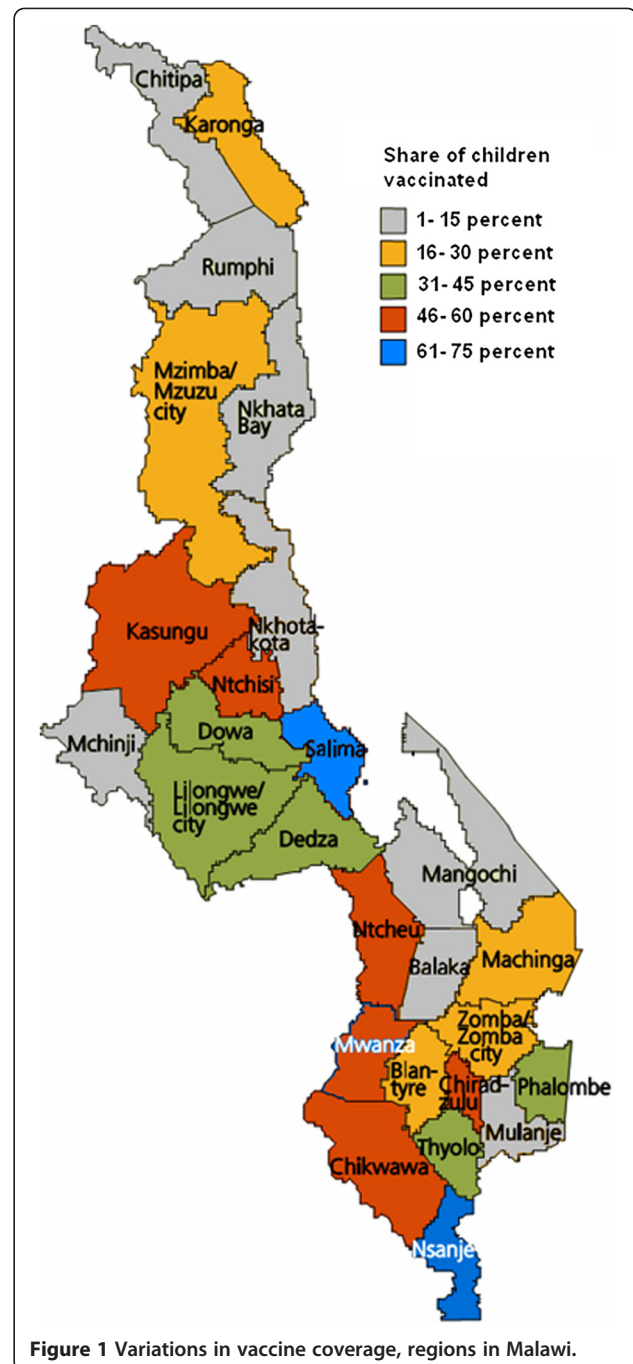 Chitipa
Karonga
Share of children
vaccinated
1- 15 percent
16- 30 percent
31- 45 percent
46- 60 percent
61- 75 percent
Rumphi
Mzimba/
Mzuzu
city
Nkhata
Bay
Kasungu
Nkhota-
kota
Ntchisi
Mchinji
Dowa
Salima
Lilongwe/
Lilongwe
city
Dedza
Mangochi
Ntcheu
Balaka
Machinga
Mwanza
Zomba/
Zomba
city
Blan-
tyre
Chirad-
zulu
Phalombe
Mulanje
Thyolo
Chikwawa
Nsanje
Figure 1 Variations in vaccine coverage, regions in Malawi.